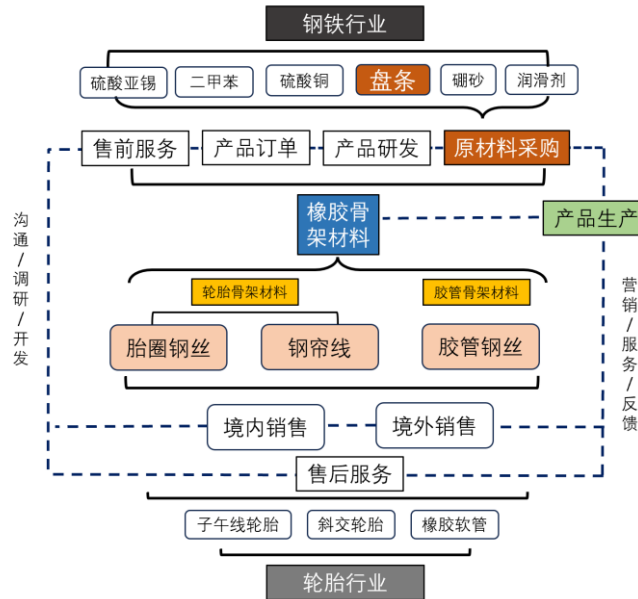 钢铁行业
硫酸亚锡
二甲苯
硫酸铜
盘条
硼砂
润滑剂
售前服务
产品订单
产品研发
原材料采购
橡胶骨
架材料
产品生产
沟通/调研/开发
营销/服务/反馈
轮胎骨架材料
胶管骨架材料
胎圈钢丝
钢帘线
胶管钢丝
境内销售
境外销售
售后服务
子午线轮胎
斜交轮胎
橡胶软管
轮胎行业